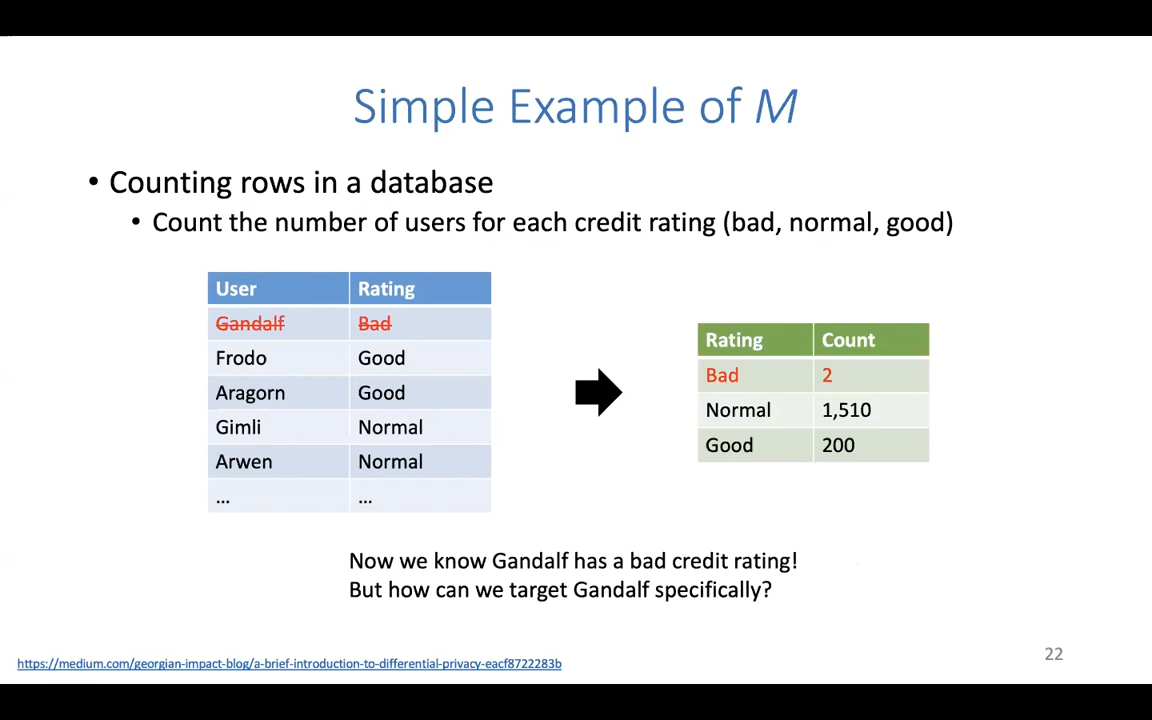 Simple Example of M
• Counting rows in a database
• Count the number of users for each credit rating (bad, normal, good)
User Rating
Gandalf Bad
Frodo Good
Aragorn Good
Gimli Normal
Arwen Normal
... ...
Rating Count
Bad 2
Normal 1,510
Good 200
Now we know Gandalf has a bad credit rating!
But how can we target Gandalf specifically?
https://medium.com/georgian-impact-blog/a-brief-introduction-to-differential-privacy-eacf8722283b
22